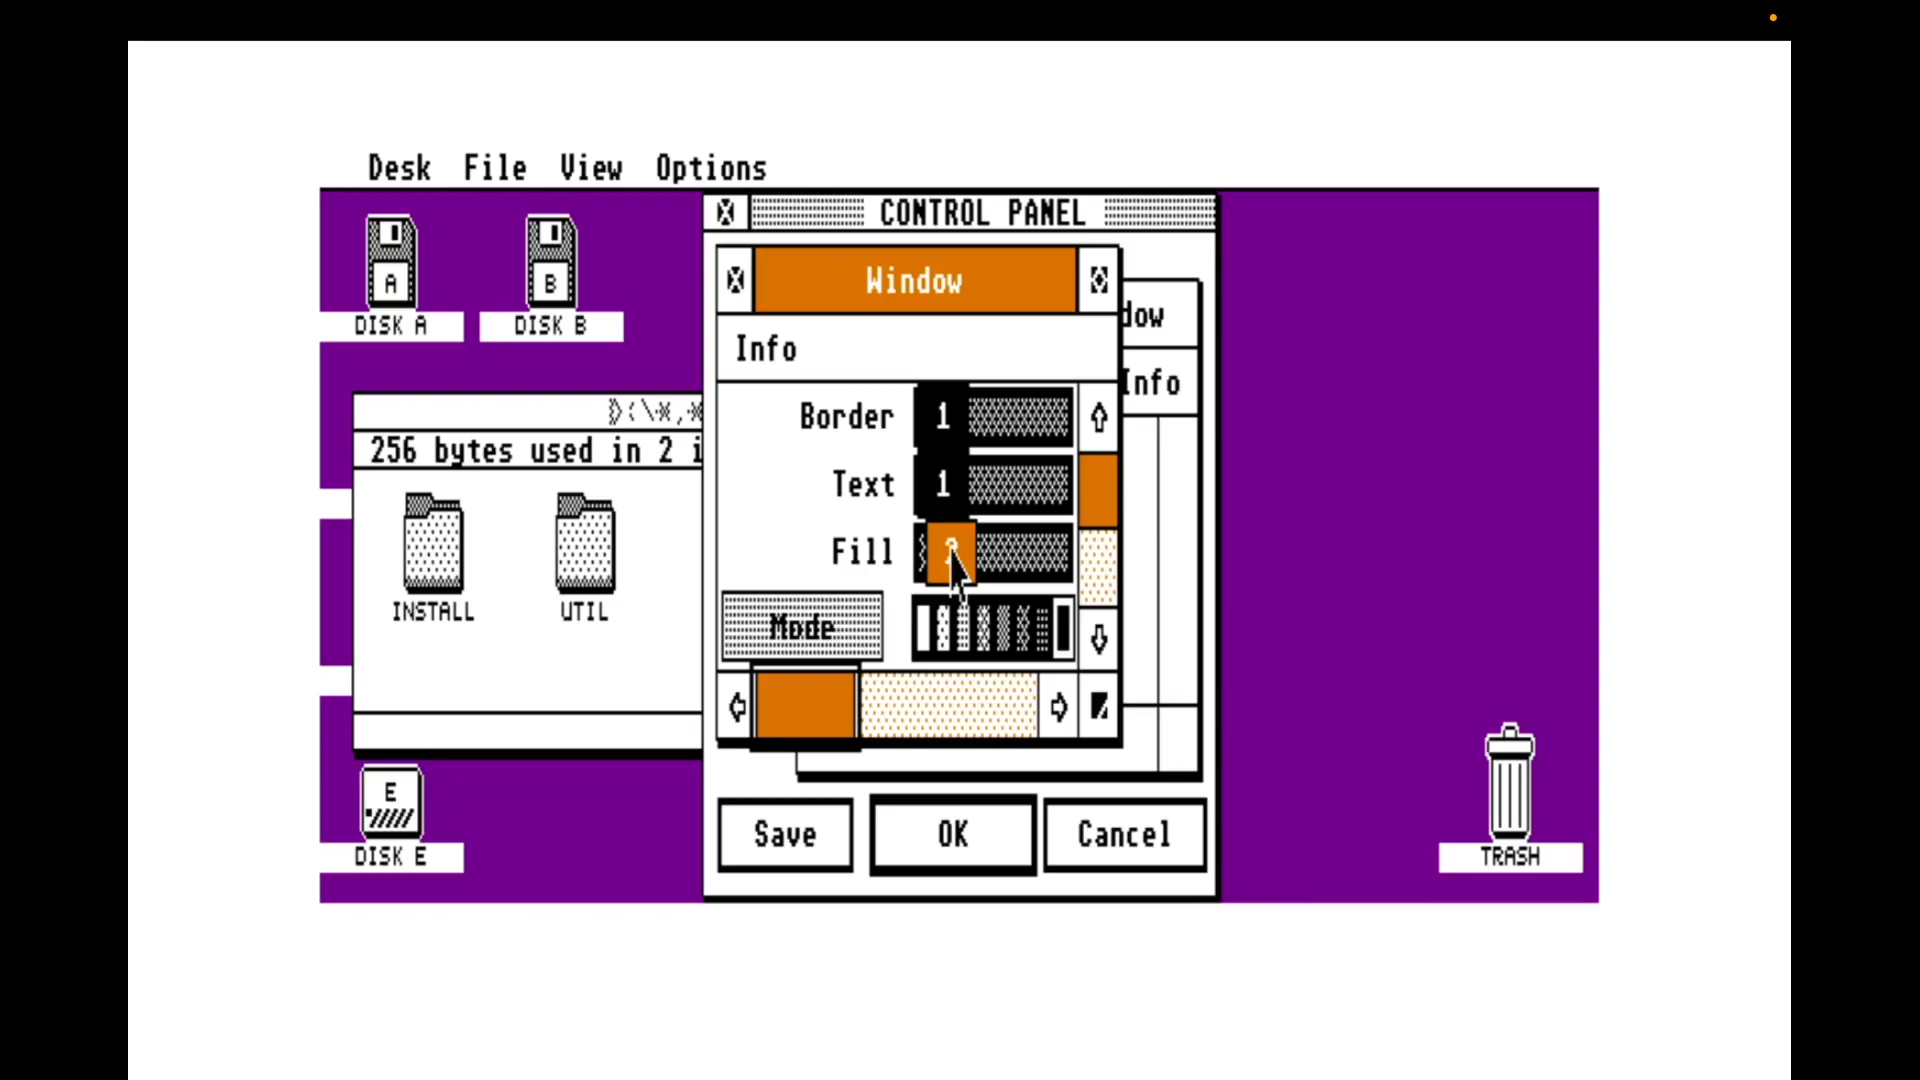 Desk File View Options
CONTROL PANEL
A
B
Window
DISK A
DISK B
dow
Info
Info
Border 1
256 bytes used in 2 i
Text 1
Fill
INSTALL
UTIL
Mode
E
Save
OK
Cancel
DISK E
TRASH